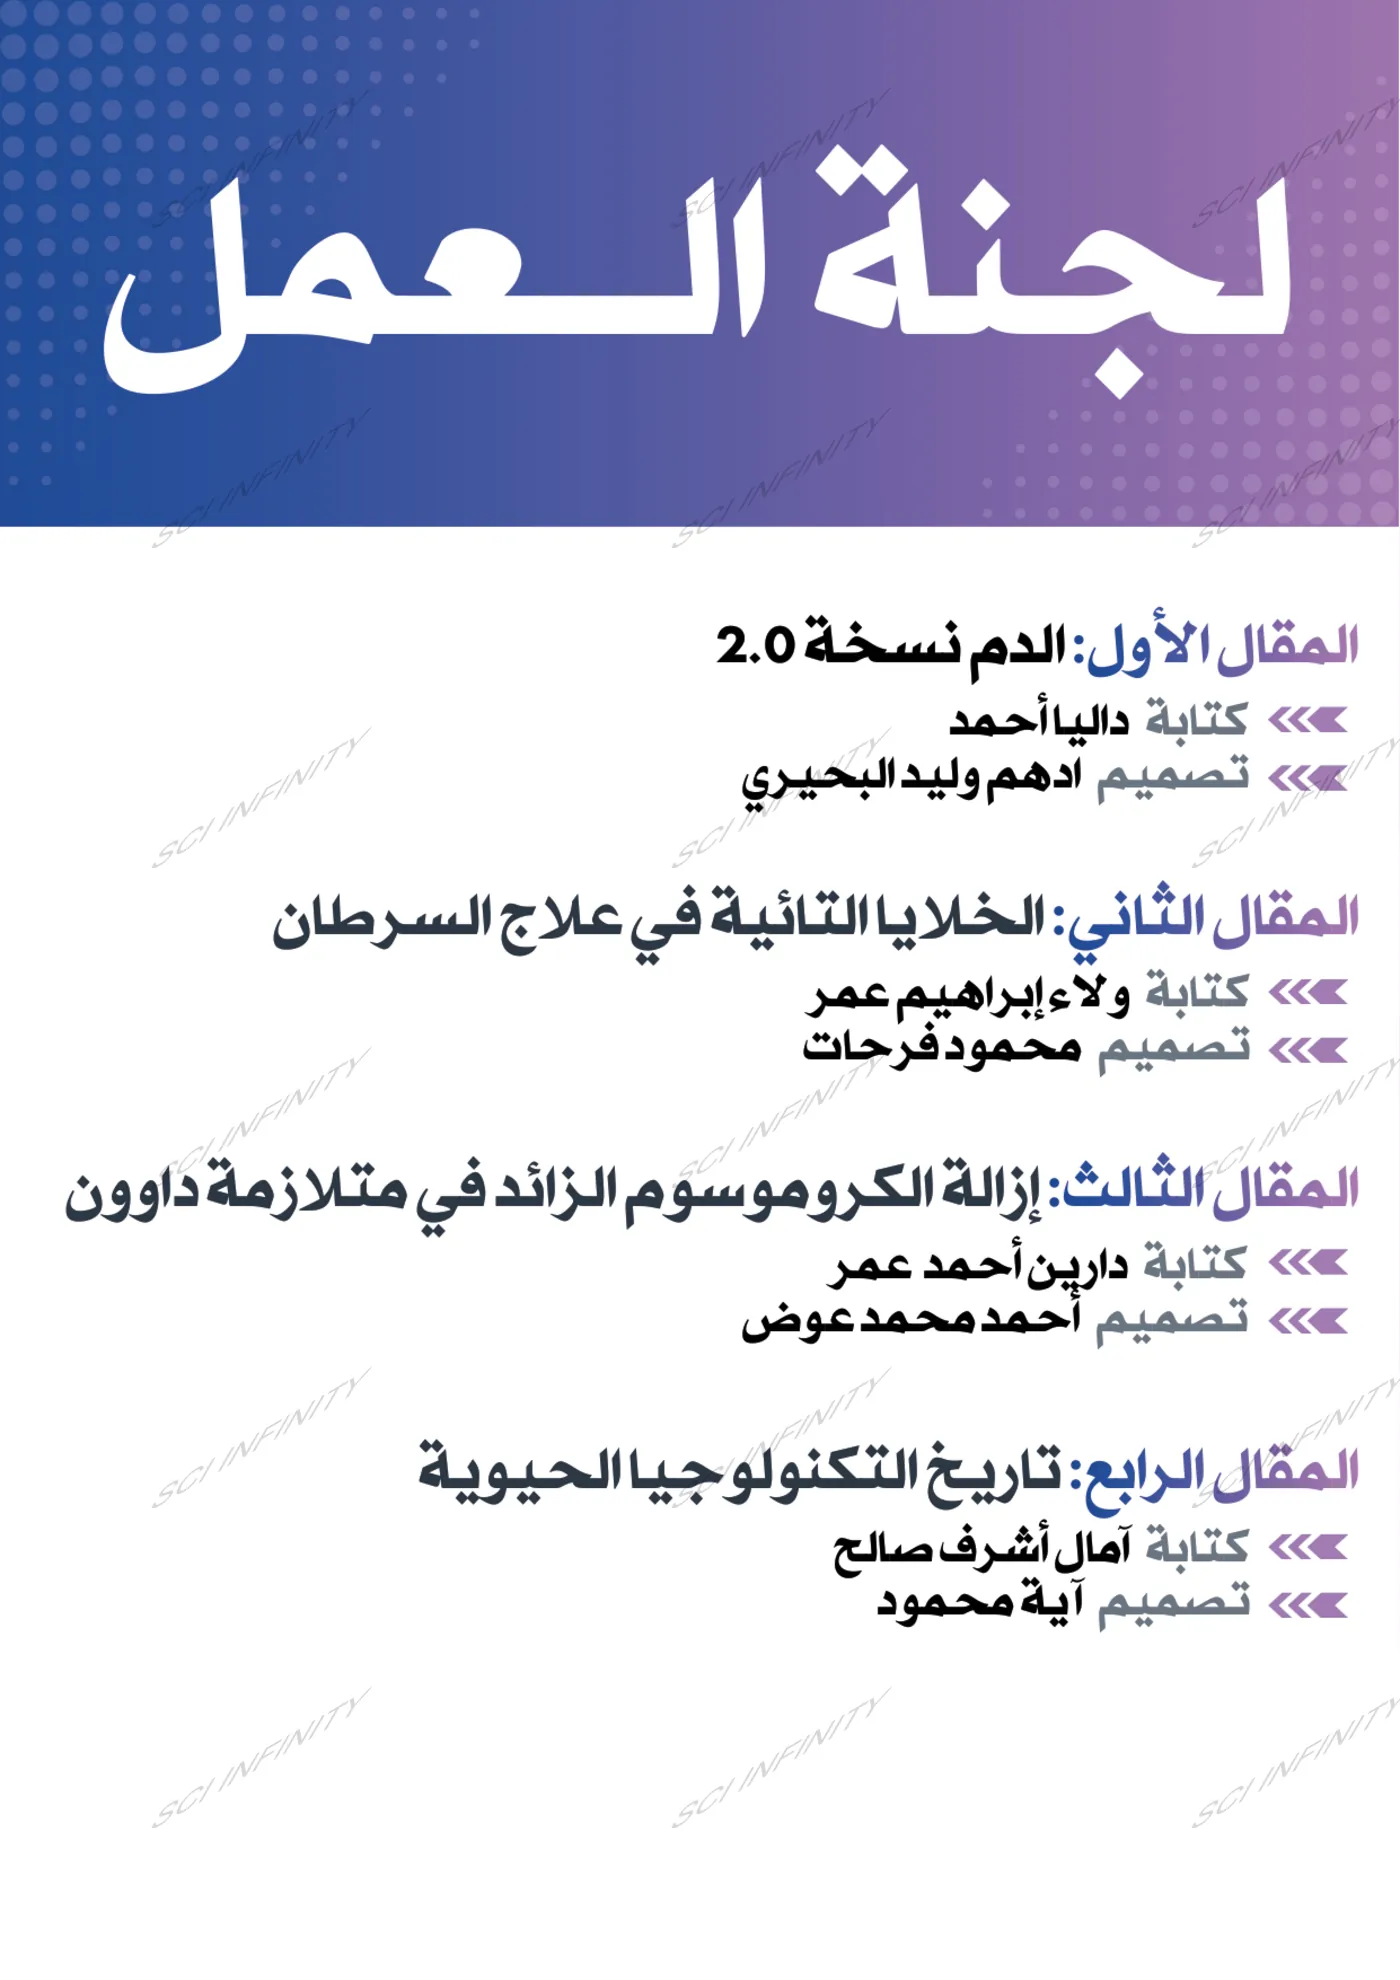 لجنة العمل
المقال الأول: الدم نسخة 2.0
كتابة داليا أحمد
تصميم ادهم وليد البحيري
المقال الثاني: الخلايا التائية في علاج السرطان
كتابة ولاء إبراهيم عمر
تصميم محمود فرحات
المقال الثالث: إزالة الكروموسوم الزائد في متلازمة داوون
كتابة دارين أحمد عمر
تصميم أحمد محمد عوض
المقال الرابع: تاريخ التكنولوجيا الحيوية
كتابة آمال أشرف صالح
تصميم آية محمود
SCI INFINITY